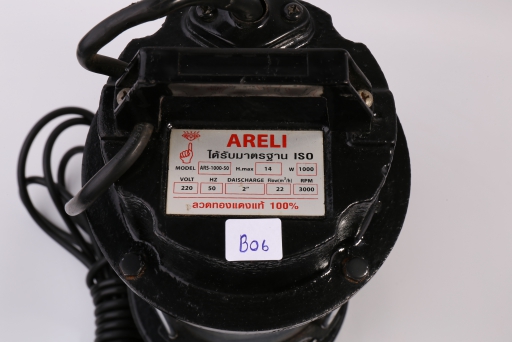 ARELI
ได้รับมาตรฐาน ISO
MODEL ARS-1000-50 H.max 14 W 1000
VOLT HZ DAISCHARGE Flow(m³/h) RPM
220 50 2" 22 3000
ลวดทองแดงแท้ 100%
B06